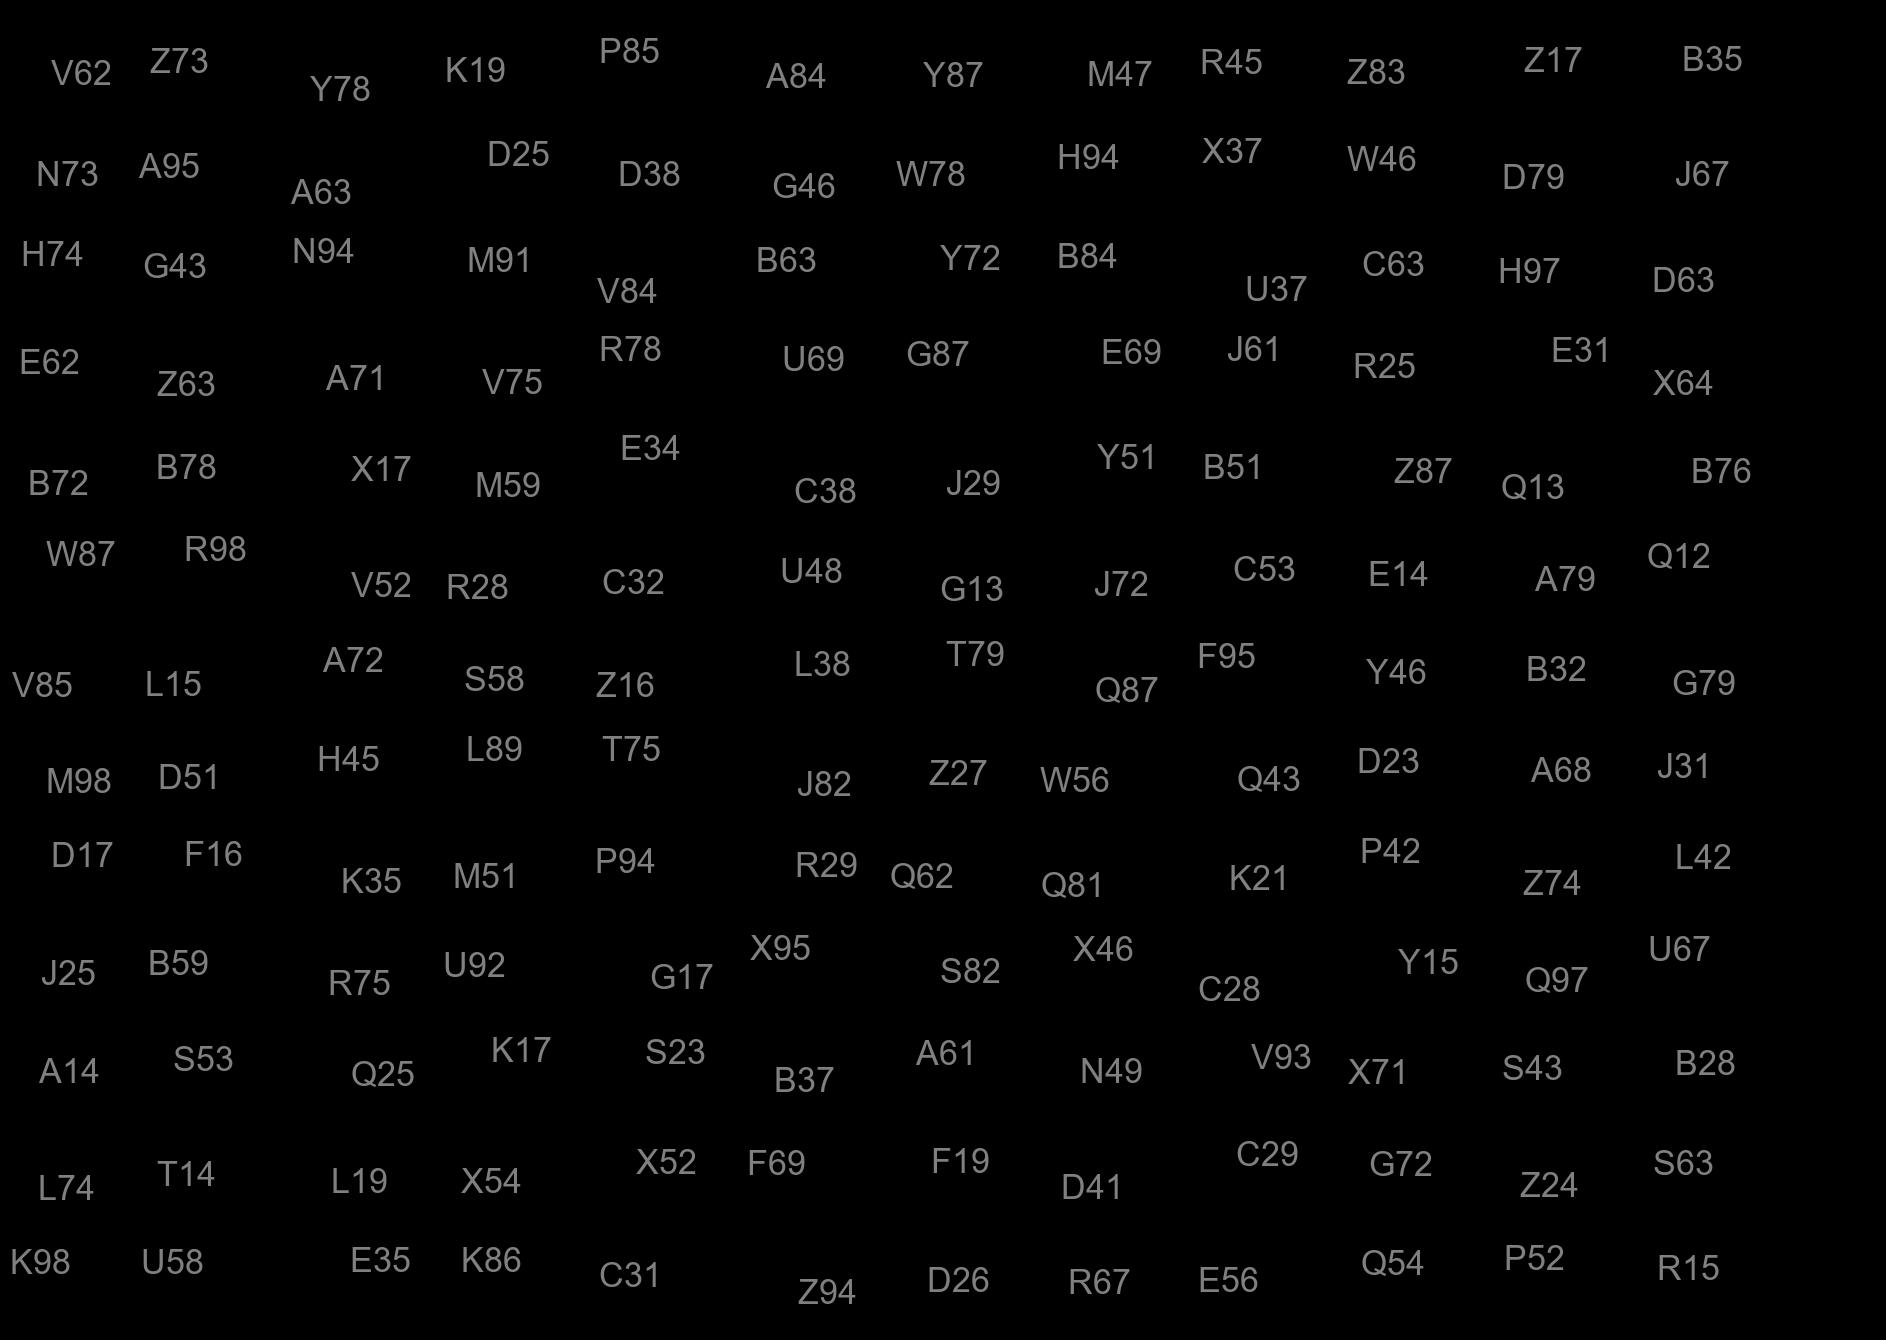 V62 Z73 Y78 K19 P85 A84 Y87 M47 R45 Z83 Z17 B35
N73 A95 A63 D25 D38 G46 W78 H94 X37 W46 D79 J67
H74 G43 N94 M91 V84 B63 Y72 B84 U37 C63 H97 D63
E62 Z63 A71 V75 R78 U69 G87 E69 J61 R25 E31 X64
B72 B78 X17 M59 E34 C38 J29 Y51 B51 Z87 Q13 B76
W87 R98 V52 R28 C32 U48 G13 J72 C53 E14 A79 Q12
V85 L15 A72 S58 Z16 L38 T79 Q87 F95 Y46 B32 G79
M98 D51 H45 L89 T75 J82 Z27 W56 Q43 D23 A68 J31
D17 F16 K35 M51 P94 R29 Q62 Q81 K21 P42 Z74 L42
J25 B59 R75 U92 G17 X95 S82 X46 C28 Y15 Q97 U67
A14 S53 Q25 K17 S23 B37 A61 N49 V93 X71 S43 B28
L74 T14 L19 X54 X52 F69 F19 D41 C29 G72 Z24 S63
K98 U58 E35 K86 C31 Z94 D26 R67 E56 Q54 P52 R15